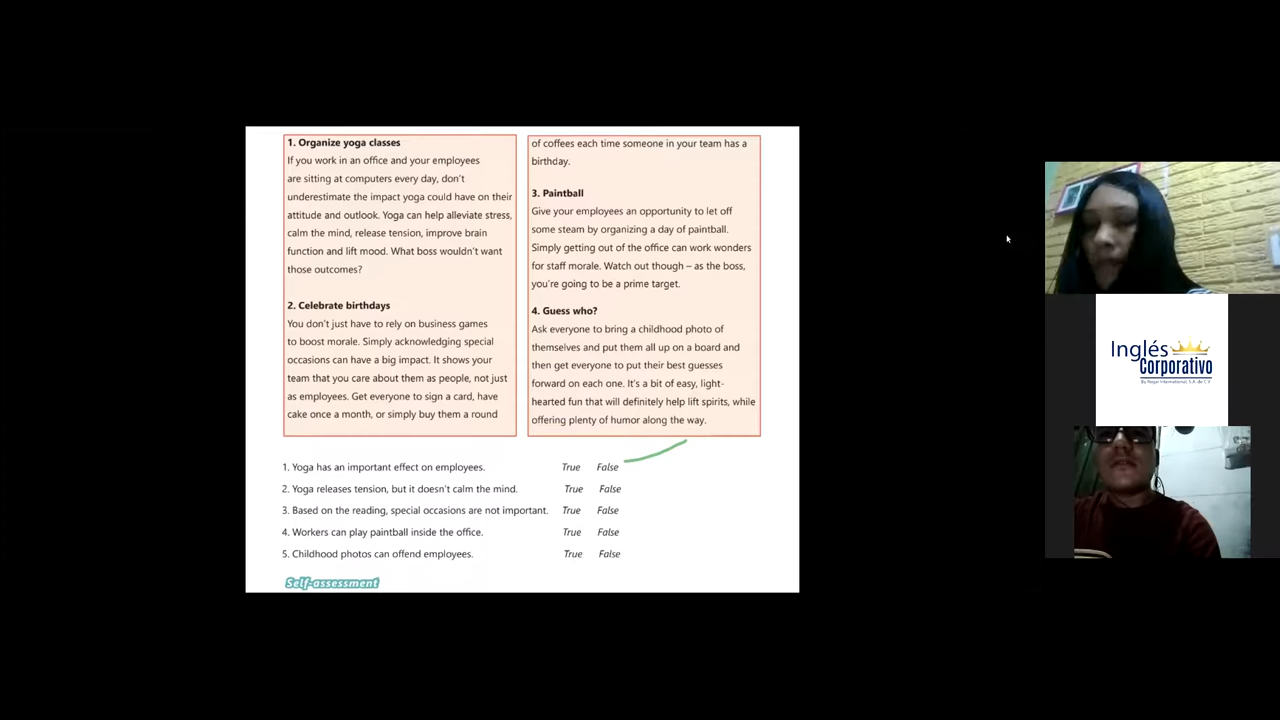 1. Organize yoga classes
If you work in an office and your employees
are sitting at computers every day, don't
underestimate the impact yoga could have on their
attitude and outlook. Yoga can help alleviate stress,
calm the mind, release tension, improve brain
function and lift mood. What boss wouldn't want
those outcomes?
2. Celebrate birthdays
You don't just have to rely on business games
to boost morale. Simply acknowledging special
occasions can have a big impact. It shows your
team that you care about them as people, not just
as employees. Get everyone to sign a card, have
cake once a month, or simply buy them a round
of coffees each time someone in your team has a
birthday.
3. Paintball
Give your employees an opportunity to let off
some steam by organizing a day of paintball.
Simply getting out of the office can work wonders
for staff morale. Watch out though – as the boss,
you're going to be a prime target.
4. Guess who?
Ask everyone to bring a childhood photo of
themselves and put them all up on a board and
then get everyone to put their best guesses
forward on each one. It's a bit of easy, light-
hearted fun that will definitely help lift spirits, while
offering plenty of humor along the way.
1. Yoga has an important effect on employees. True False
2. Yoga releases tension, but it doesn't calm the mind. True False
3. Based on the reading, special occasions are not important. True False
4. Workers can play paintball inside the office. True False
5. Childhood photos can offend employees. True False
Self-assessment
Inglés
Corporativo
By Regar International, S.A. de C.V.